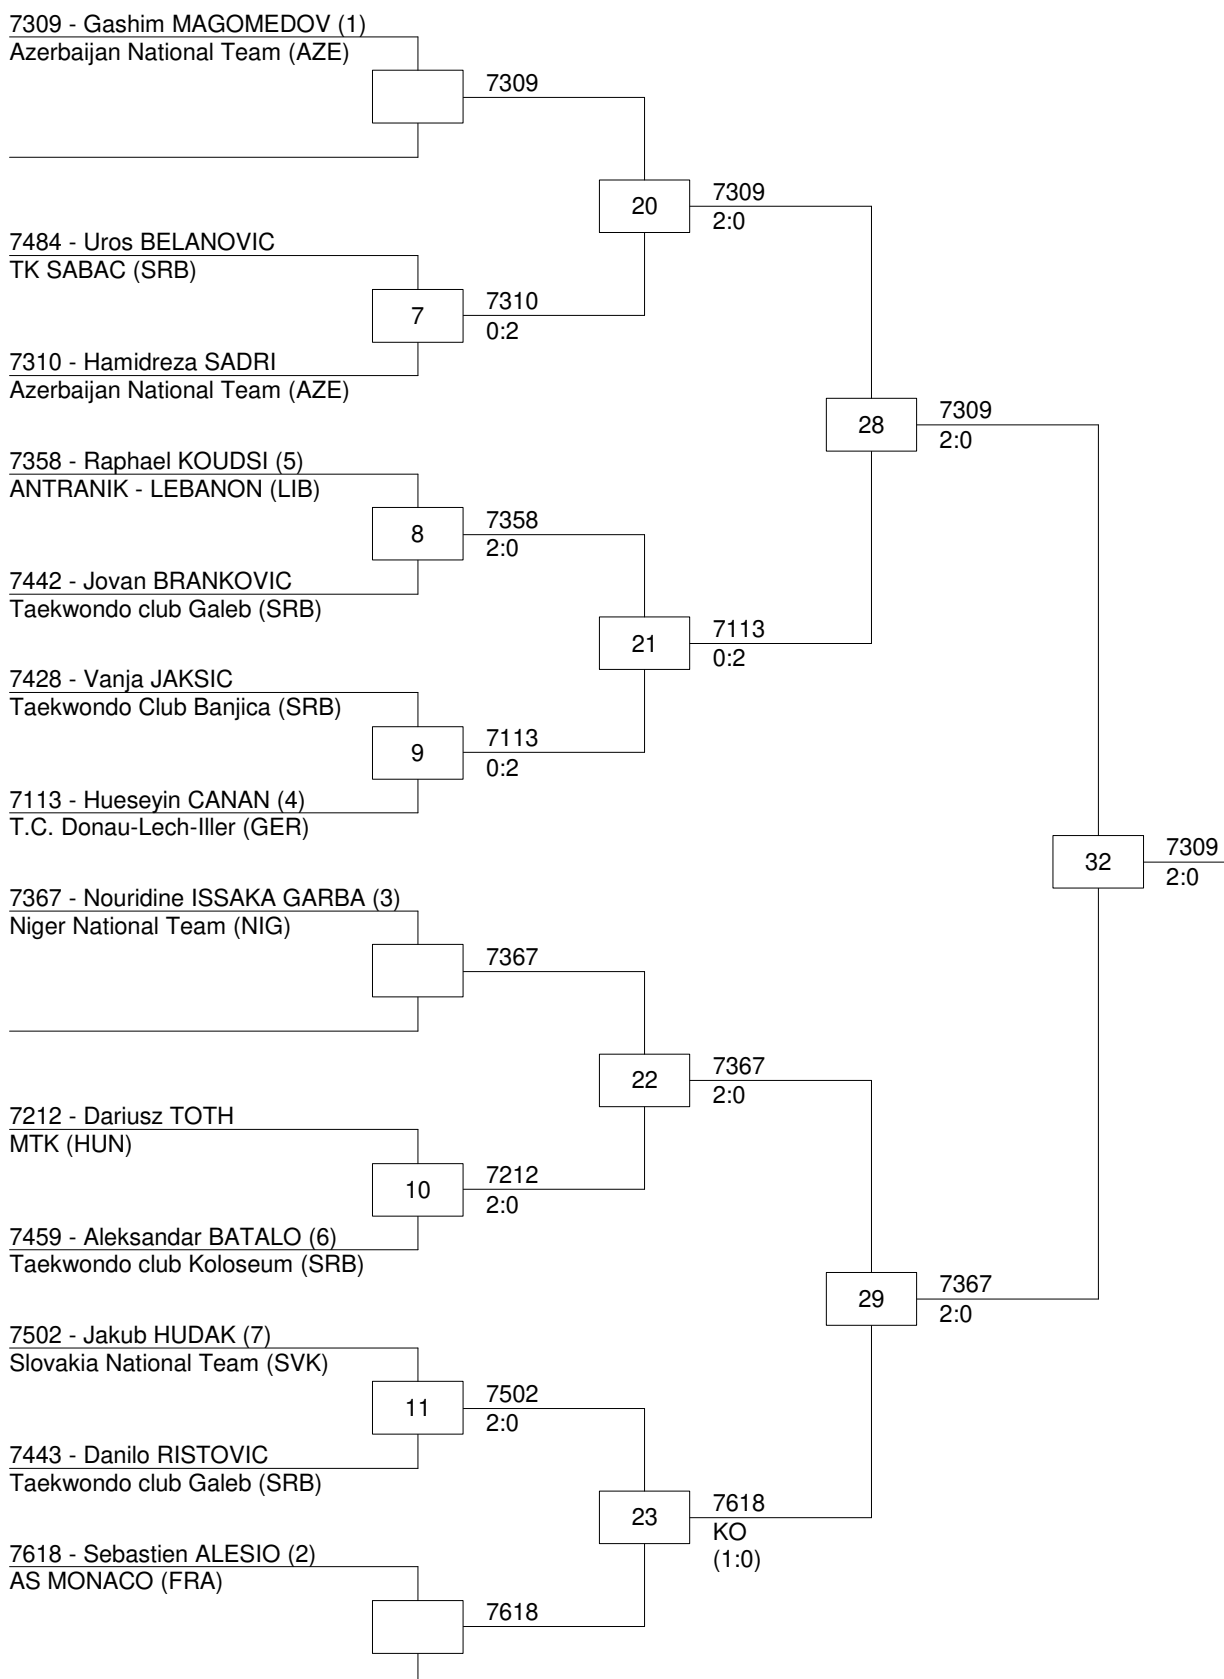 7309 - Gashim MAGOMEDOV (1)
Azerbaijan National Team (AZE)
7309
20
7309
2:0
7484 - Uros BELANOVIC
TK SABAC (SRB)
7
7310
0:2
7310 - Hamidreza SADRI
Azerbaijan National Team (AZE)
28
7309
2:0
7358 - Raphael KOUDSI (5)
ANTRANIK - LEBANON (LIB)
8
7358
2:0
7442 - Jovan BRANKOVIC
Taekwondo club Galeb (SRB)
21
7113
0:2
7428 - Vanja JAKSIC
Taekwondo Club Banjica (SRB)
9
7113
0:2
7113 - Hueseyin CANAN (4)
T.C. Donau-Lech-Iller (GER)
32
7309
2:0
7367 - Nouridine ISSAKA GARBA (3)
Niger National Team (NIG)
7367
22
7367
2:0
7212 - Dariusz TOTH
MTK (HUN)
10
7212
2:0
7459 - Aleksandar BATALO (6)
Taekwondo club Koloseum (SRB)
29
7367
2:0
7502 - Jakub HUDAK (7)
Slovakia National Team (SVK)
11
7502
2:0
7443 - Danilo RISTOVIC
Taekwondo club Galeb (SRB)
23
7618
KO
(1:0)
7618 - Sebastien ALESIO (2)
AS MONACO (FRA)
7618